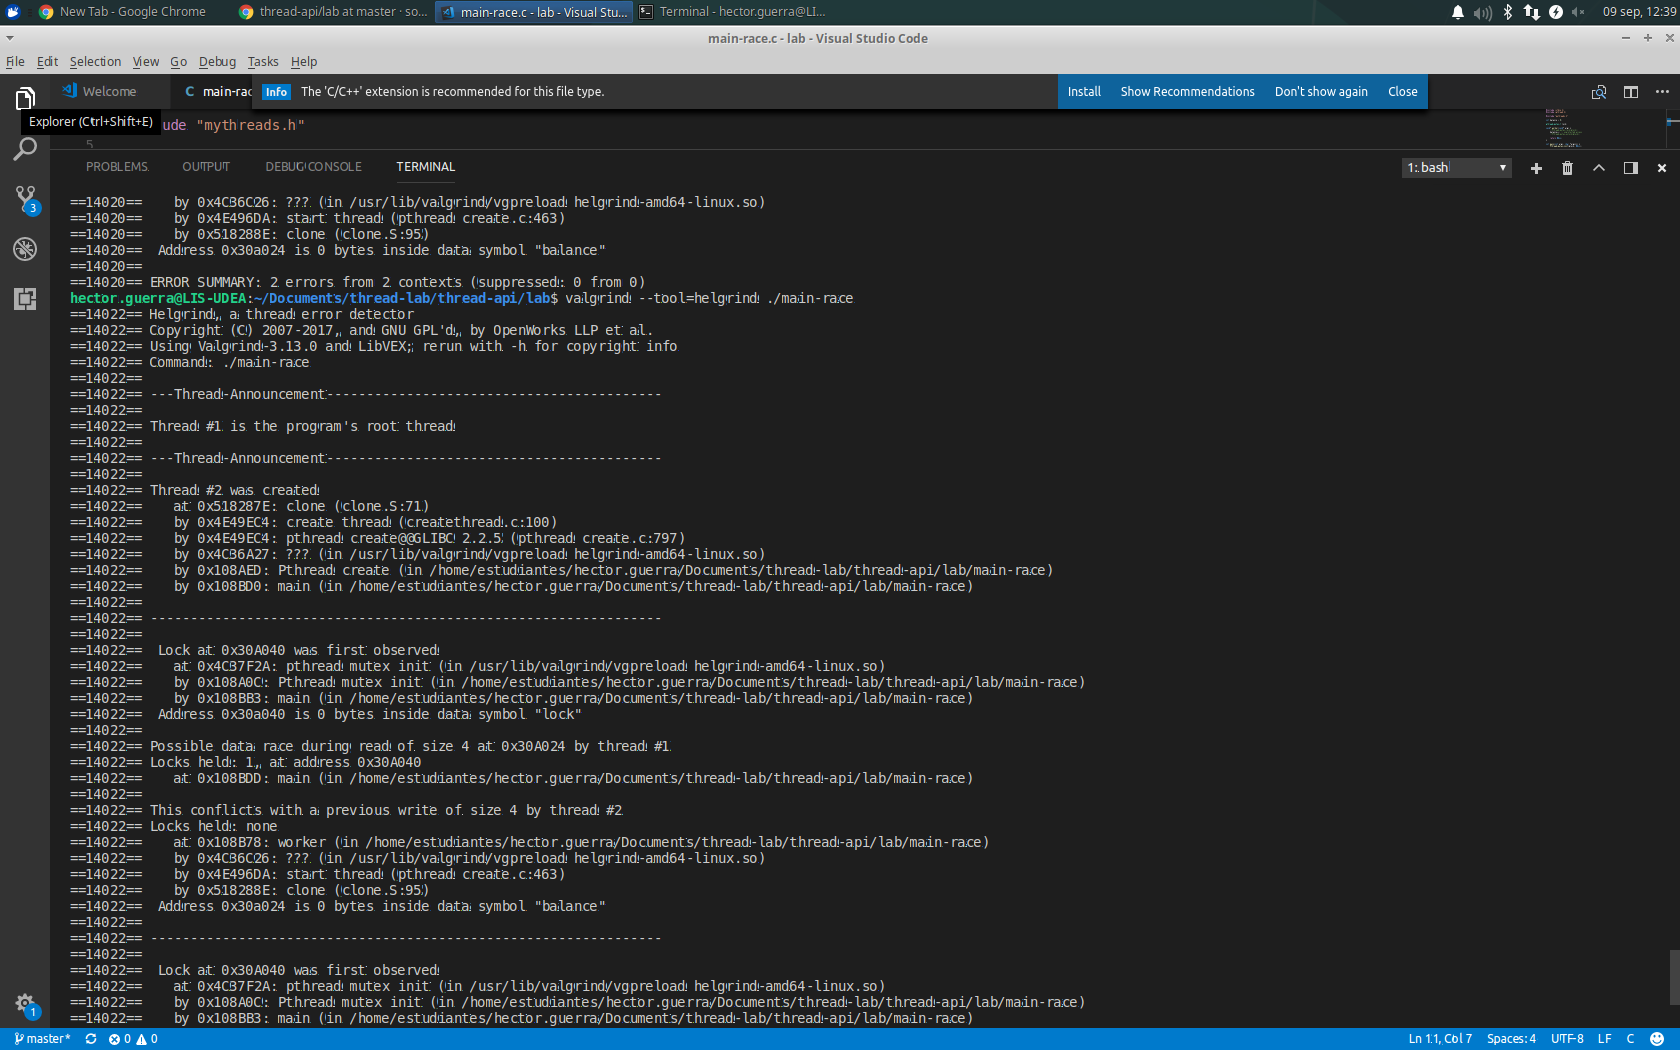 New Tab - Google Chrome
thread-api/lab at master · so...
main-race.c - lab - Visual Stu...
Terminal - hector.guerra@LI...
09 sep, 12:39
main-race.c - lab - Visual Studio Code
File Edit Selection View Go Debug Tasks Help
Welcome
C main-rac
Info The 'C/C++' extension is recommended for this file type.
Install Show Recommendations Don't show again Close
Explorer (Ctrl+Shift+E)
ude "mythreads.h"
5
PROBLEMS OUTPUT DEBUG CONSOLE TERMINAL
1: bash
==14020==    by 0x4C36C26: ??? (in /usr/lib/valgrind/vgpreload_helgrind-amd64-linux.so)
==14020==    by 0x4E496DA: start_thread (pthread_create.c:463)
==14020==    by 0x518288E: clone (clone.S:95)
==14020==  Address 0x30a024 is 0 bytes inside data symbol "balance"
==14020==
==14020== ERROR SUMMARY: 2 errors from 2 contexts (suppressed: 0 from 0)
hector.guerra@LIS-UDEA:~/Documents/thread-lab/thread-api/lab$ valgrind --tool=helgrind ./main-race
==14022== Helgrind, a thread error detector
==14022== Copyright (C) 2007-2017, and GNU GPL'd, by OpenWorks LLP et al.
==14022== Using Valgrind-3.13.0 and LibVEX; rerun with -h for copyright info
==14022== Command: ./main-race
==14022==
==14022== ---Thread-Announcement------------------------------------------
==14022==
==14022== Thread #1 is the program's root thread
==14022==
==14022== ---Thread-Announcement------------------------------------------
==14022==
==14022== Thread #2 was created
==14022==    at 0x518287E: clone (clone.S:71)
==14022==    by 0x4E49EC4: create_thread (createthread.c:100)
==14022==    by 0x4E49EC4: pthread_create@@GLIBC_2.2.5 (pthread_create.c:797)
==14022==    by 0x4C36A27: ??? (in /usr/lib/valgrind/vgpreload_helgrind-amd64-linux.so)
==14022==    by 0x108AED: Pthread_create (in /home/estudiantes/hector.guerra/Documents/thread-lab/thread-api/lab/main-race)
==14022==    by 0x108BD0: main (in /home/estudiantes/hector.guerra/Documents/thread-lab/thread-api/lab/main-race)
==14022==
==14022== ----------------------------------------------------------------
==14022==
==14022==  Lock at 0x30A040 was first observed
==14022==    at 0x4C37F2A: pthread_mutex_init (in /usr/lib/valgrind/vgpreload_helgrind-amd64-linux.so)
==14022==    by 0x108A0C: Pthread_mutex_init (in /home/estudiantes/hector.guerra/Documents/thread-lab/thread-api/lab/main-race)
==14022==    by 0x108BB3: main (in /home/estudiantes/hector.guerra/Documents/thread-lab/thread-api/lab/main-race)
==14022==  Address 0x30a040 is 0 bytes inside data symbol "lock"
==14022==
==14022== Possible data race during read of size 4 at 0x30A024 by thread #1
==14022== Locks held: 1, at address 0x30A040
==14022==    at 0x108BDD: main (in /home/estudiantes/hector.guerra/Documents/thread-lab/thread-api/lab/main-race)
==14022==
==14022== This conflicts with a previous write of size 4 by thread #2
==14022== Locks held: none
==14022==    at 0x108B78: worker (in /home/estudiantes/hector.guerra/Documents/thread-lab/thread-api/lab/main-race)
==14022==    by 0x4C36C26: ??? (in /usr/lib/valgrind/vgpreload_helgrind-amd64-linux.so)
==14022==    by 0x4E496DA: start_thread (pthread_create.c:463)
==14022==    by 0x518288E: clone (clone.S:95)
==14022==  Address 0x30a024 is 0 bytes inside data symbol "balance"
==14022==
==14022== ----------------------------------------------------------------
==14022==
==14022==  Lock at 0x30A040 was first observed
==14022==    at 0x4C37F2A: pthread_mutex_init (in /usr/lib/valgrind/vgpreload_helgrind-amd64-linux.so)
==14022==    by 0x108A0C: Pthread_mutex_init (in /home/estudiantes/hector.guerra/Documents/thread-lab/thread-api/lab/main-race)
==14022==    by 0x108BB3: main (in /home/estudiantes/hector.guerra/Documents/thread-lab/thread-api/lab/main-race)
3
1
master* 0 0
Ln 11, Col 7 Spaces: 4 UTF-8 LF C